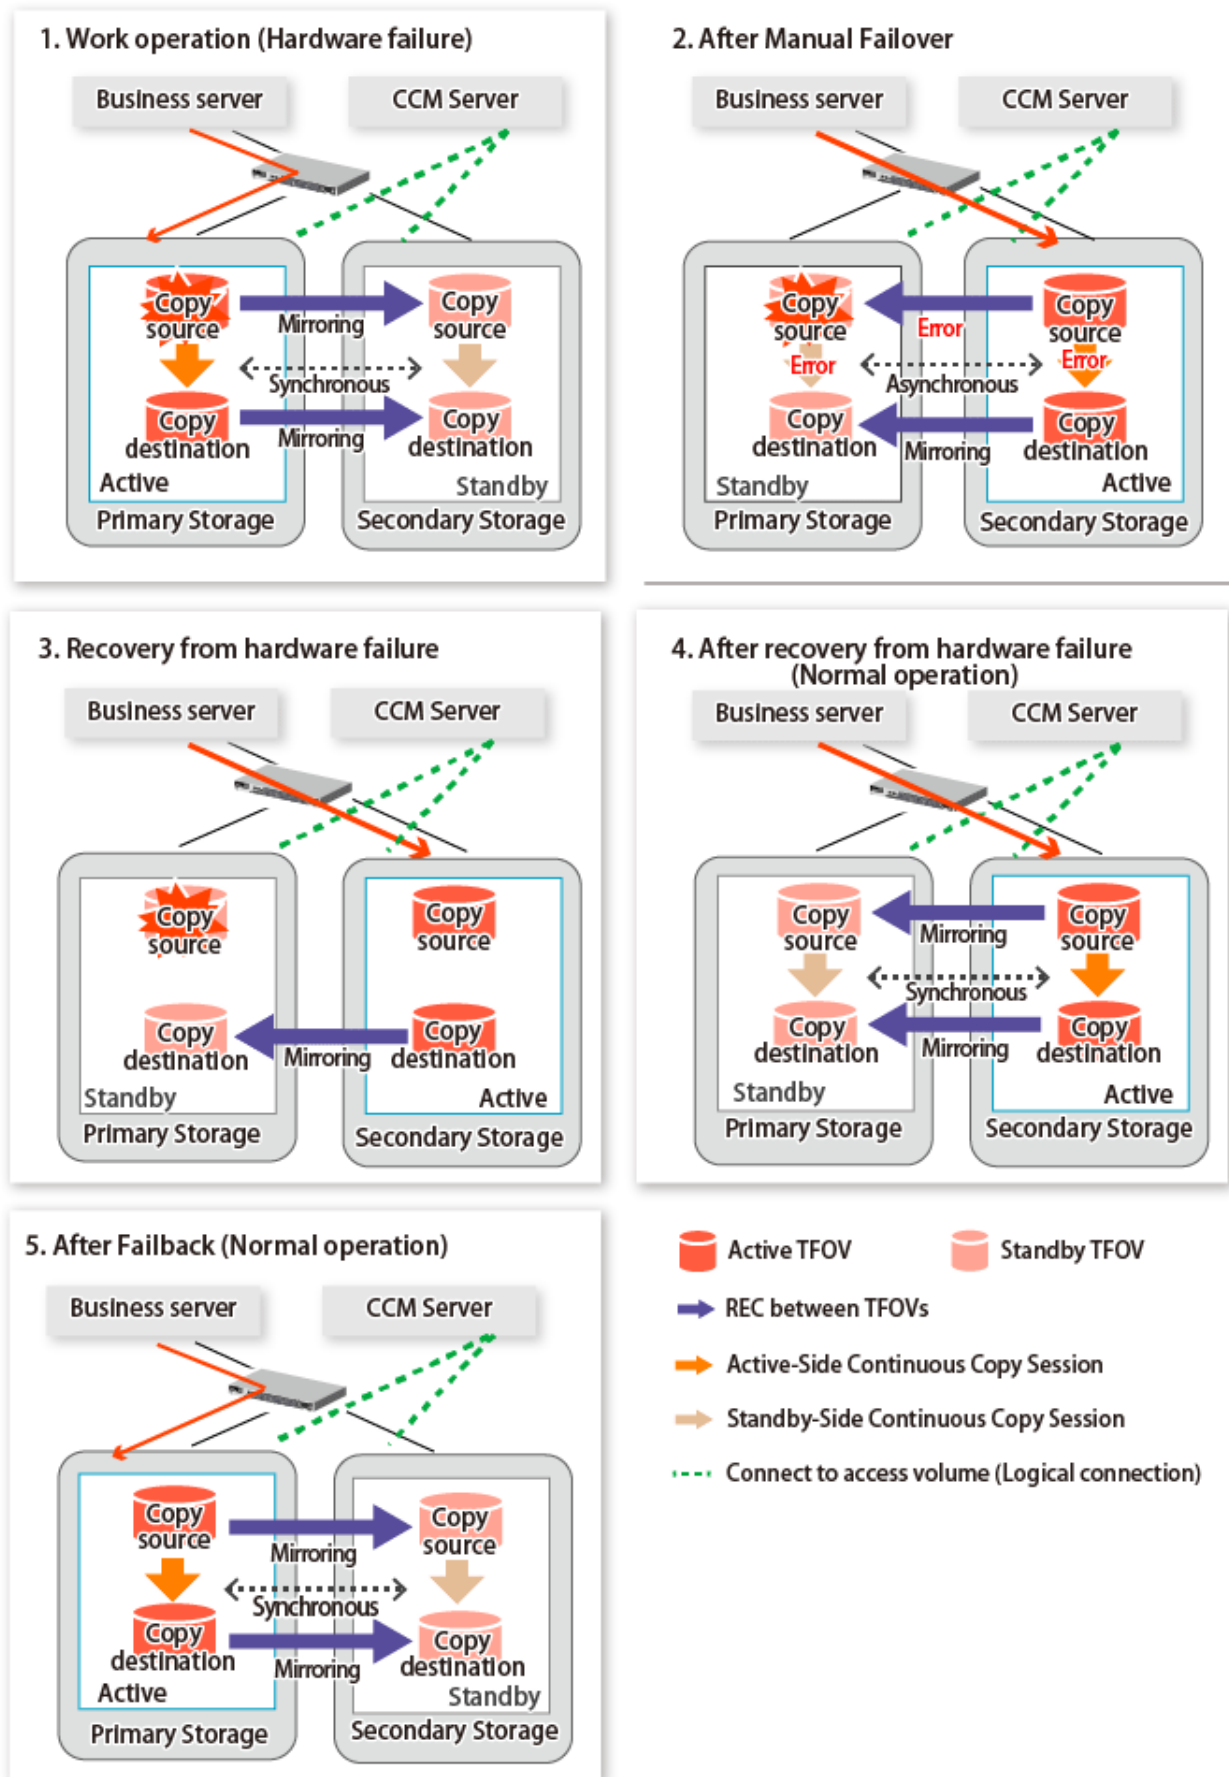 1. Work operation (Hardware failure)
Business server
CCM Server
Copy
source
Mirroring
Copy
source
Synchronous
Copy
destination
Mirroring
Copy
destination
Active
Standby
Primary Storage
Secondary Storage
2. After Manual Failover
Business server
CCM Server
Copy
source
Error
Copy
source
Error
Error
Asynchronous
Copy
destination
Mirroring
Copy
destination
Standby
Active
Primary Storage
Secondary Storage
3. Recovery from hardware failure
Business server
CCM Server
Copy
source
Copy
source
Copy
destination
Mirroring
Copy
destination
Standby
Active
Primary Storage
Secondary Storage
4. After recovery from hardware failure
(Normal operation)
Business server
CCM Server
Copy
source
Mirroring
Copy
source
Synchronous
Copy
destination
Mirroring
Copy
destination
Standby
Active
Primary Storage
Secondary Storage
5. After Failback (Normal operation)
Business server
CCM Server
Copy
source
Mirroring
Copy
source
Synchronous
Copy
destination
Mirroring
Copy
destination
Active
Standby
Primary Storage
Secondary Storage
Active TFOV
Standby TFOV
REC between TFOVs
Active-Side Continuous Copy Session
Standby-Side Continuous Copy Session
Connect to access volume (Logical connection)